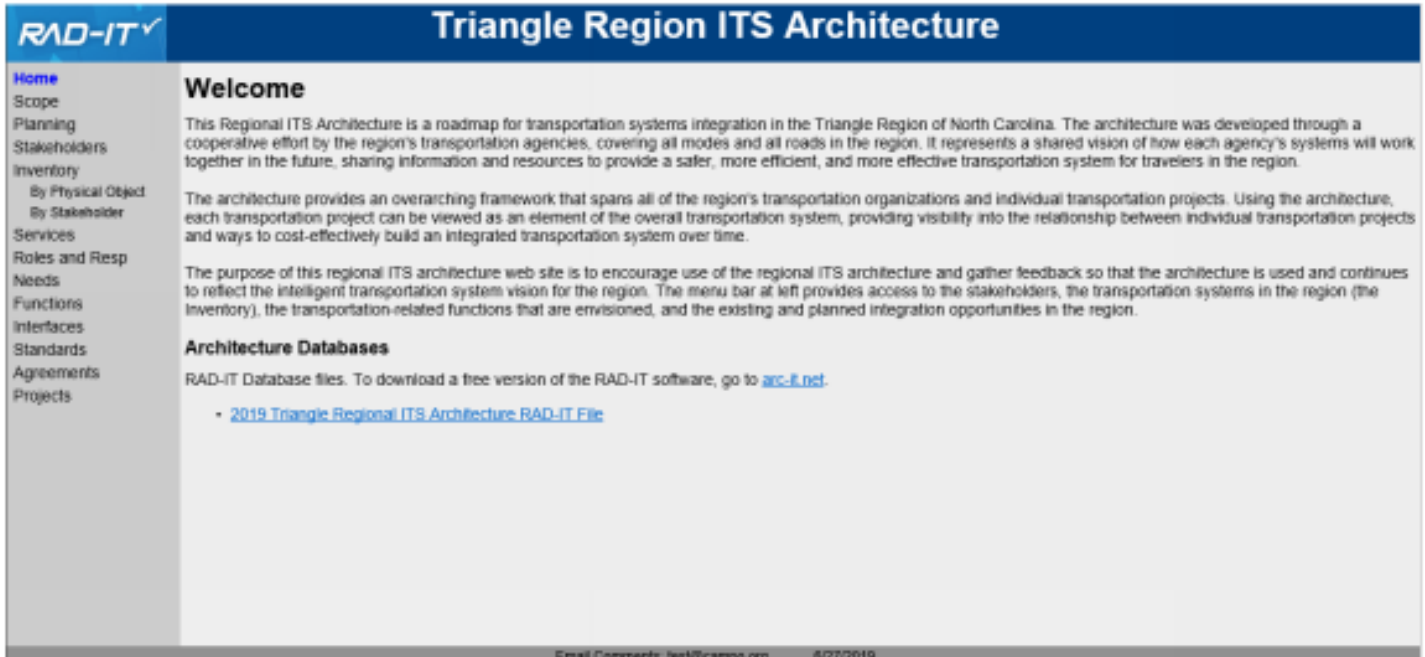 RAD-IT
Triangle Region ITS Architecture
Home
Scope
Planning
Stakeholders
Inventory
By Physical Object
By Stakeholder
Services
Roles and Resp
Needs
Functions
Interfaces
Standards
Agreements
Projects
Welcome
This Regional ITS Architecture is a roadmap for transportation systems integration in the Triangle Region of North Carolina. The architecture was developed through a
cooperative effort by the region's transportation agencies, covering all modes and all roads in the region. It represents a shared vision of how each agency's systems will work
together in the future, sharing information and resources to provide a safer, more efficient, and more effective transportation system for travelers in the region.
The architecture provides an overarching framework that spans all of the region's transportation organizations and individual transportation projects. Using the architecture,
each transportation project can be viewed as an element of the overall transportation system, providing visibility into the relationship between individual transportation projects
and ways to cost-effectively build an integrated transportation system over time.
The purpose of this regional ITS architecture web site is to encourage use of the regional ITS architecture and gather feedback so that the architecture is used and continues
to reflect the intelligent transportation system vision for the region. The menu bar at left provides access to the stakeholders, the transportation systems in the region (the
Inventory), the transportation-related functions that are envisioned, and the existing and planned integration opportunities in the region.
Architecture Databases
RAD-IT Database files. To download a free version of the RAD-IT software, go to arc-it.net.
• 2019 Triangle Regional ITS Architecture RAD-IT File
Email Comments: test@campo.org 6/27/2019